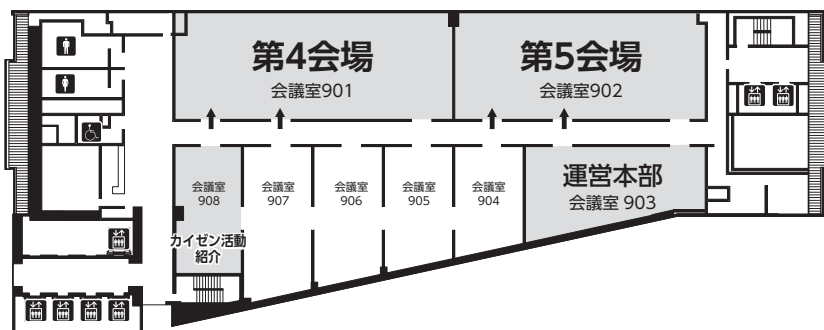 第4会場
会議室901
第5会場
会議室902
会議室
908
会議室
907
会議室
906
会議室
905
会議室
904
運営本部
会議室 903
カイゼン活動
紹介